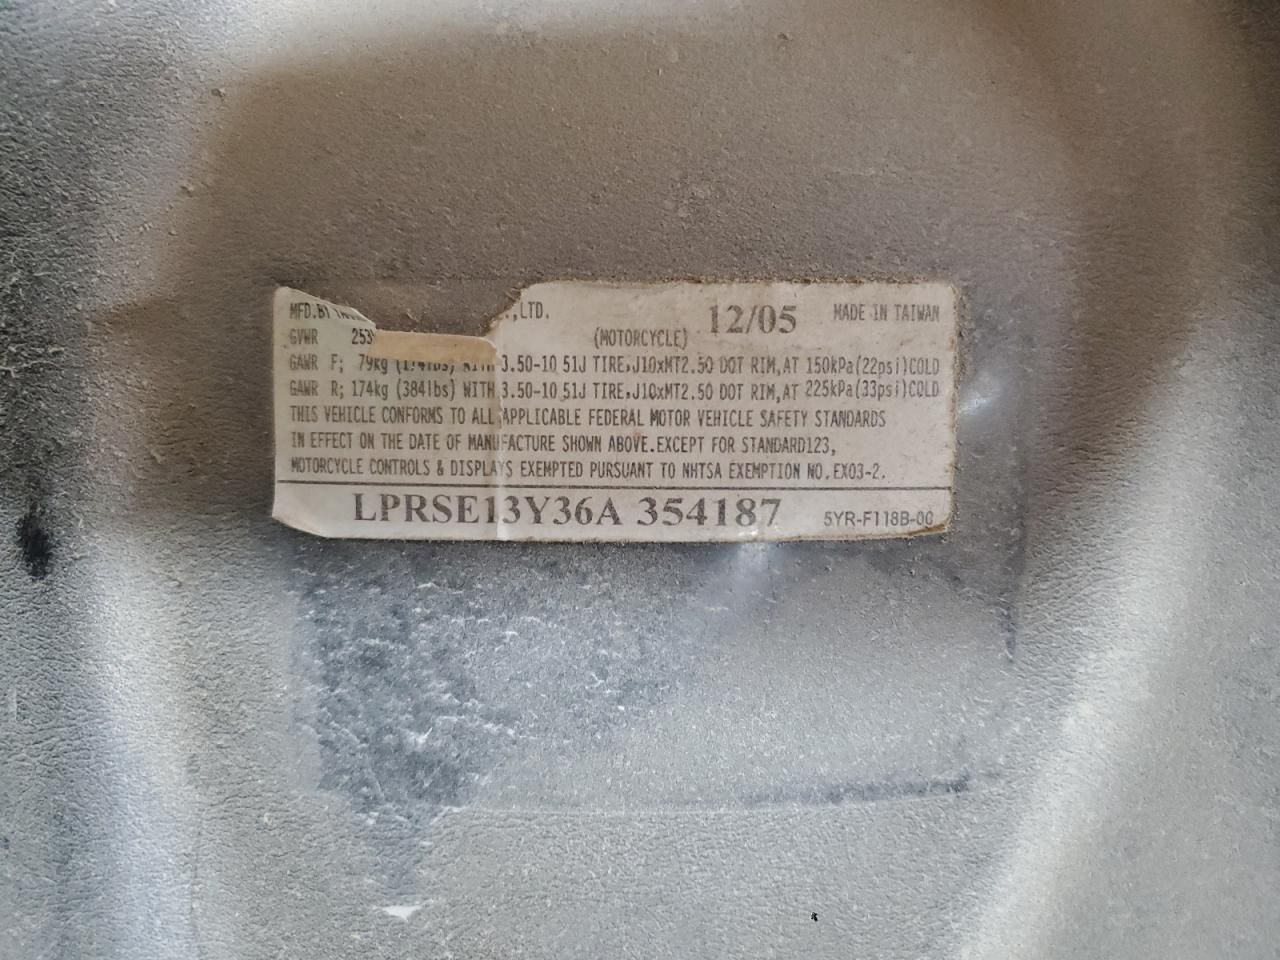 MFD.BY ,LTD. 12/05 MADE IN TAIWAN
GVWR 253 (MOTORCYCLE)
GAWR F; 79kg (174lbs) WITH 3.50-10 51J TIRE,J10xMT2.50 DOT RIM,AT 150kPa(22psi)COLD
GAWR R; 174kg (384lbs) WITH 3.50-10 51J TIRE,J10xMT2.50 DOT RIM,AT 225kPa(33psi)COLD
THIS VEHICLE CONFORMS TO ALL APPLICABLE FEDERAL MOTOR VEHICLE SAFETY STANDARDS
IN EFFECT ON THE DATE OF MANUFACTURE SHOWN ABOVE.EXCEPT FOR STANDARD123,
MOTORCYCLE CONTROLS & DISPLAYS EXEMPTED PURSUANT TO NHTSA EXEMPTION NO.EX03-2.
LPRSE13Y36A 354187 5YR-F118B-00